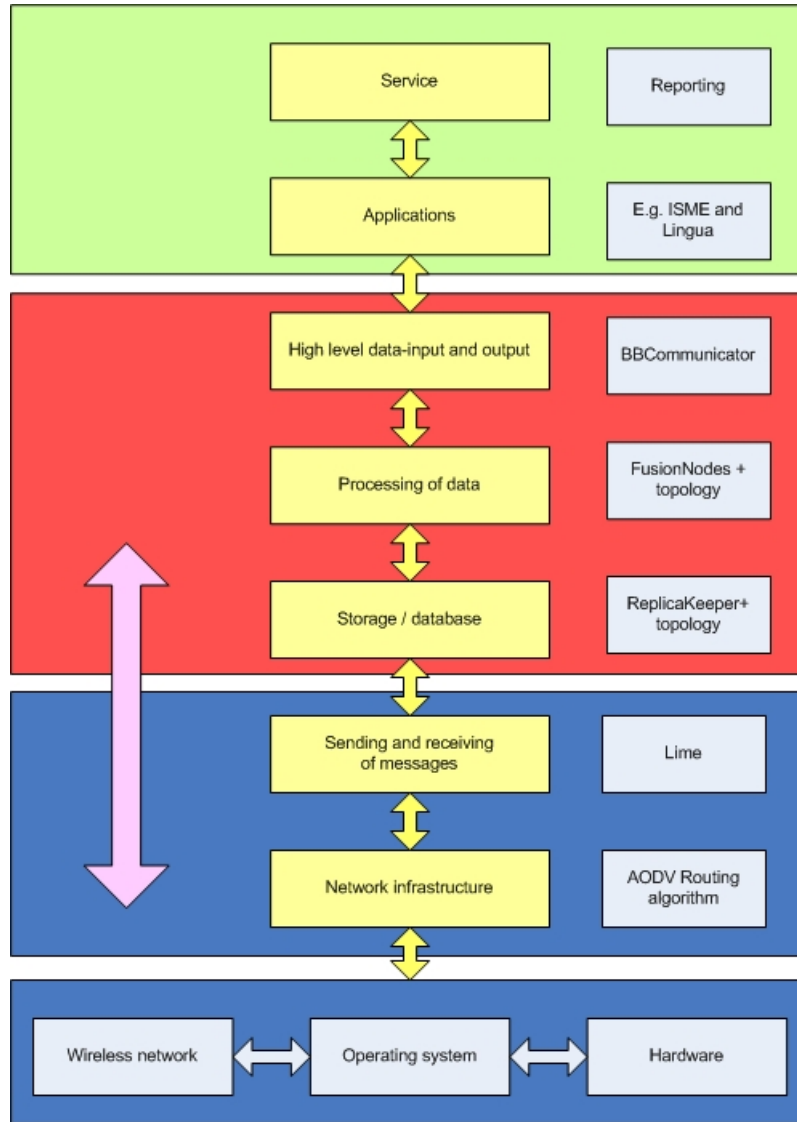 Service
Reporting
Applications
E.g. ISME and
Lingua
High level data-input and output
BBCommunicator
Processing of data
FusionNodes +
topology
Storage / database
ReplicaKeeper+
topology
Sending and receiving
of messages
Lime
Network infrastructure
AODV Routing
algorithm
Wireless network
Operating system
Hardware